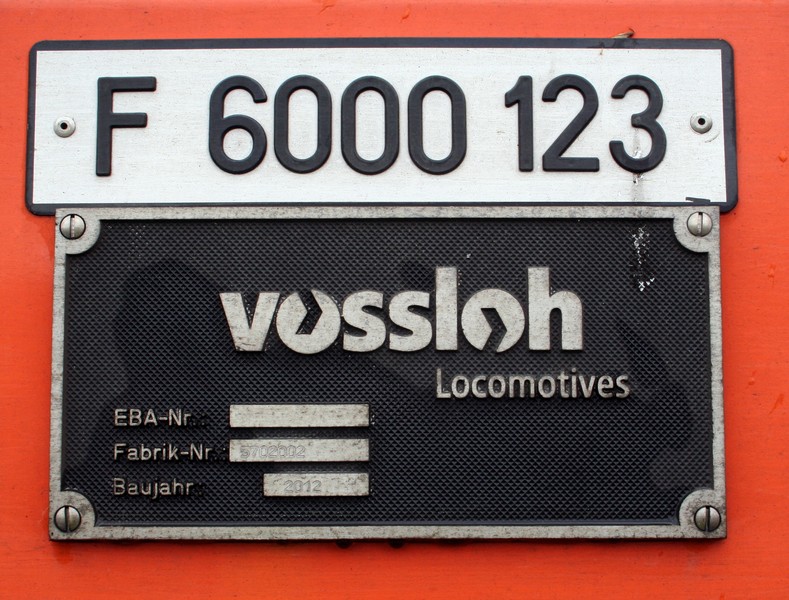 F 6000 123
vossloh
Locomotives
EBA-Nr.:
Fabrik-Nr.: 5702002
Baujahr: 2012